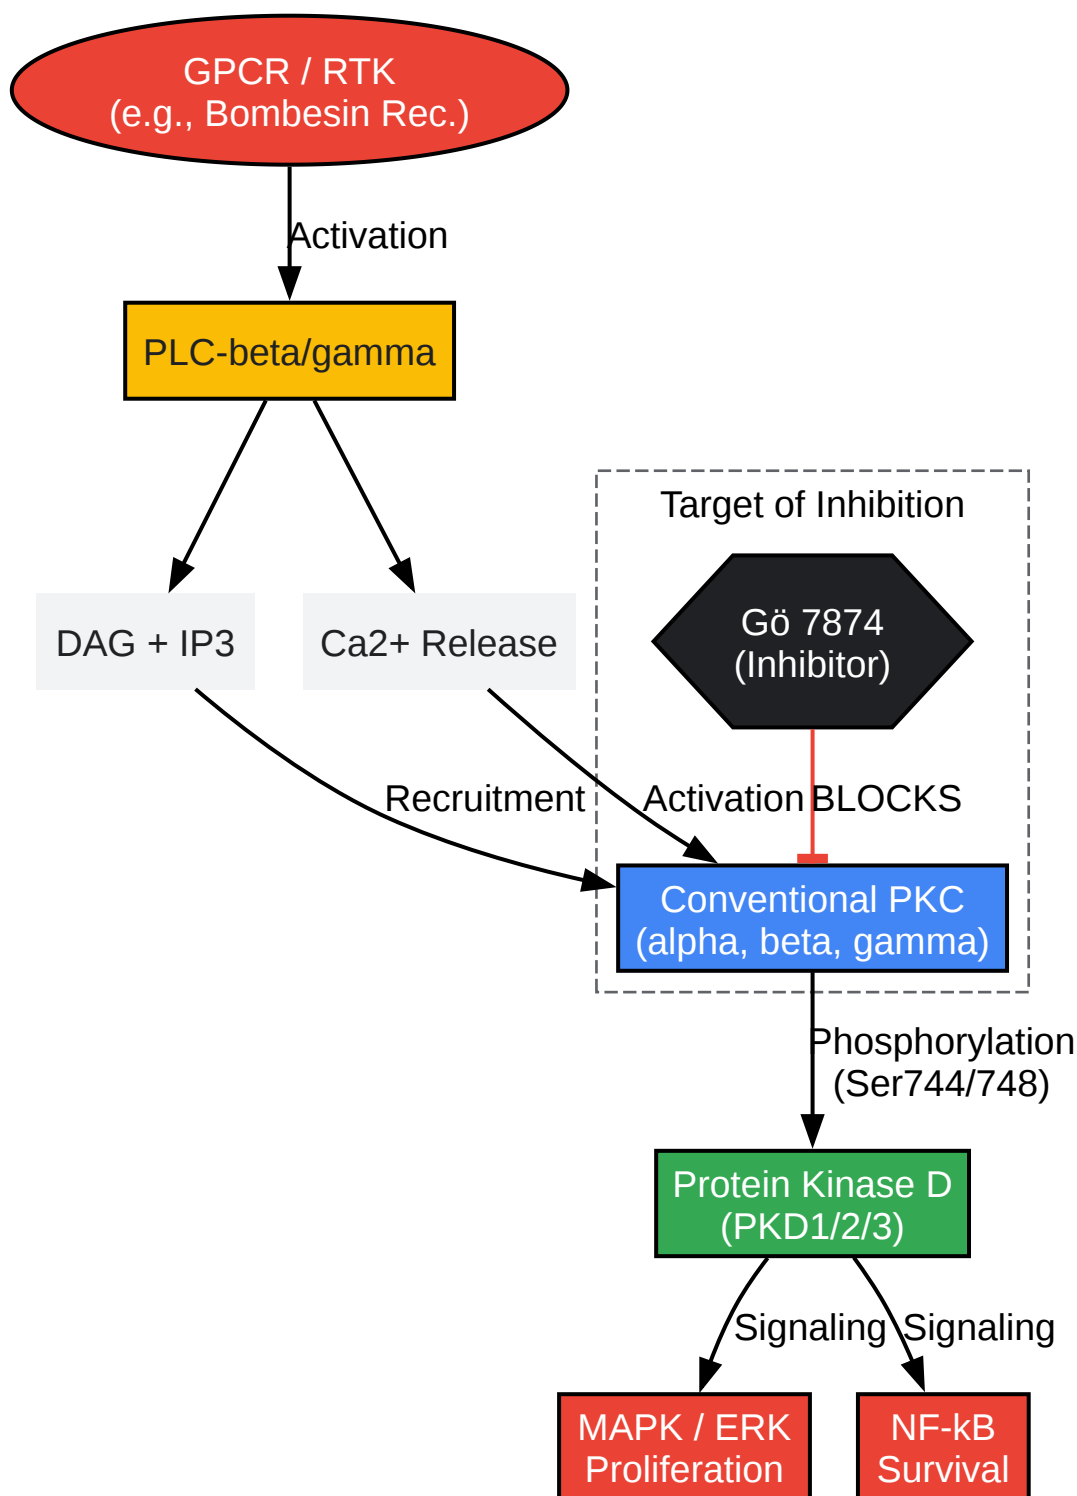 GPCR / RTK
(e.g., Bombesin Rec.)
Activation
PLC-beta/gamma
Target of Inhibition
Gö 7874
(Inhibitor)
DAG + IP3
Ca2+ Release
Recruitment
Activation
BLOCKS
Conventional PKC
(alpha, beta, gamma)
Phosphorylation
(Ser744/748)
Protein Kinase D
(PKD1/2/3)
Signaling
Signaling
MAPK / ERK
Proliferation
NF-kB
Survival